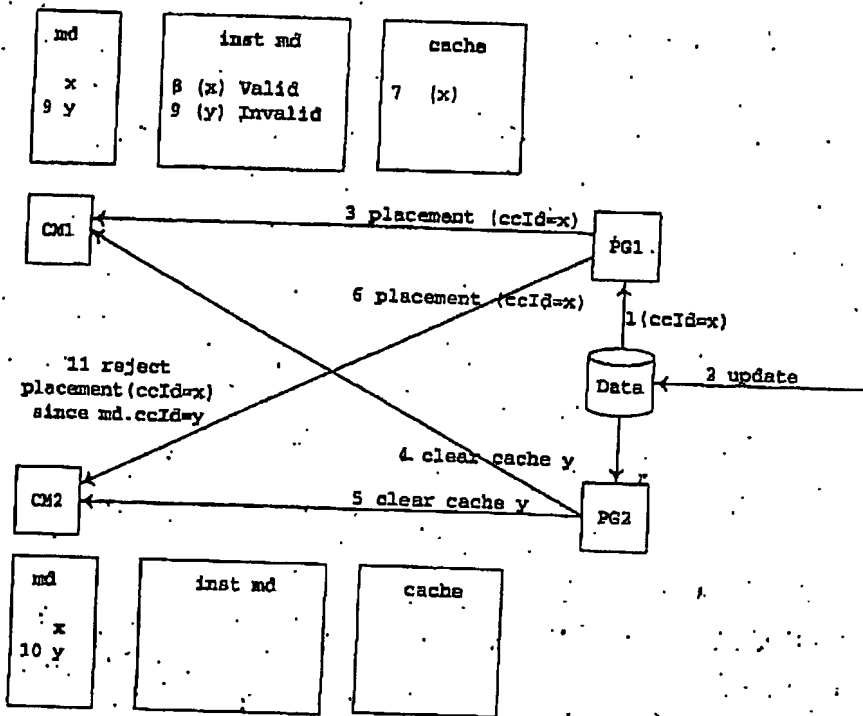 md
inst md
cache
x
9 y
8 (x) Valid
9 (y) Invalid
7 (x)
CM1
3 placement (ccId=x)
PG1
6 placement (ccId=x)
1(ccId=x)
11 reject
placement(ccId=x)
since md.ccId=y
Data
2 update
4 clear cache y
CM2
5 clear cache y
PG2
md
inst md
cache
x
10 y